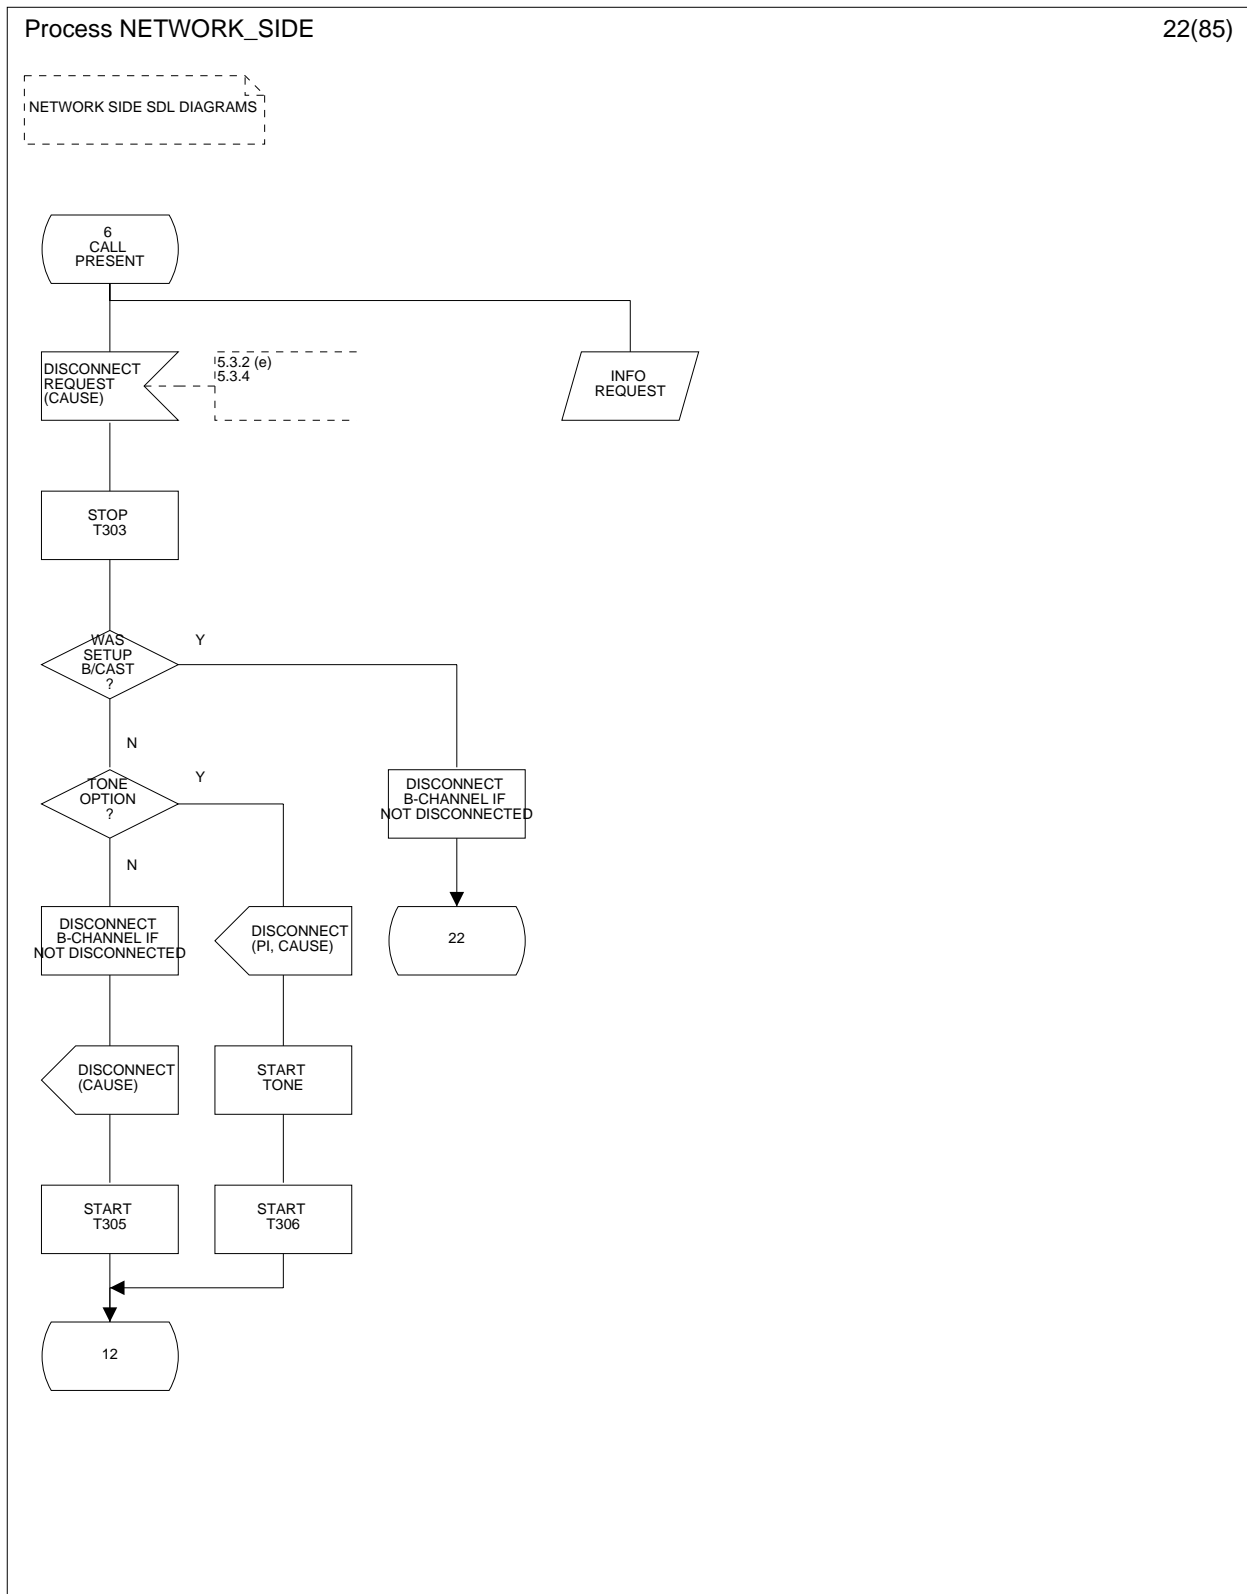 Process NETWORK_SIDE
22(85)
NETWORK SIDE SDL DIAGRAMS
6
CALL
PRESENT
DISCONNECT
REQUEST
(CAUSE)
5.3.2 (e)
5.3.4
INFO
REQUEST
STOP
T303
WAS
SETUP
B/CAST
?
Y
N
TONE
OPTION
?
Y
DISCONNECT
B-CHANNEL IF
NOT DISCONNECTED
N
DISCONNECT
B-CHANNEL IF
NOT DISCONNECTED
DISCONNECT
(PI, CAUSE)
22
DISCONNECT
(CAUSE)
START
TONE
START
T305
START
T306
12